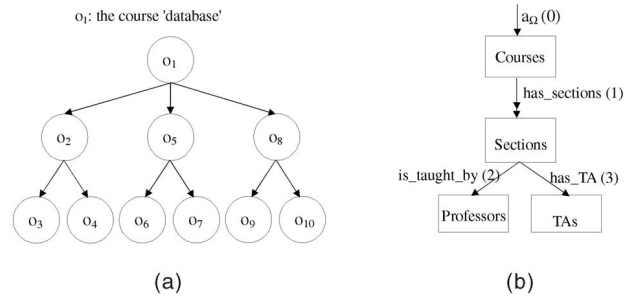 o₁: the course 'database'
o₁
o₂
o₅
o₈
o₃
o₄
o₆
o₇
o₉
o₁₀
(a)
a_Ω (0)
Courses
has_sections (1)
Sections
is_taught_by (2)
has_TA (3)
Professors
TAs
(b)